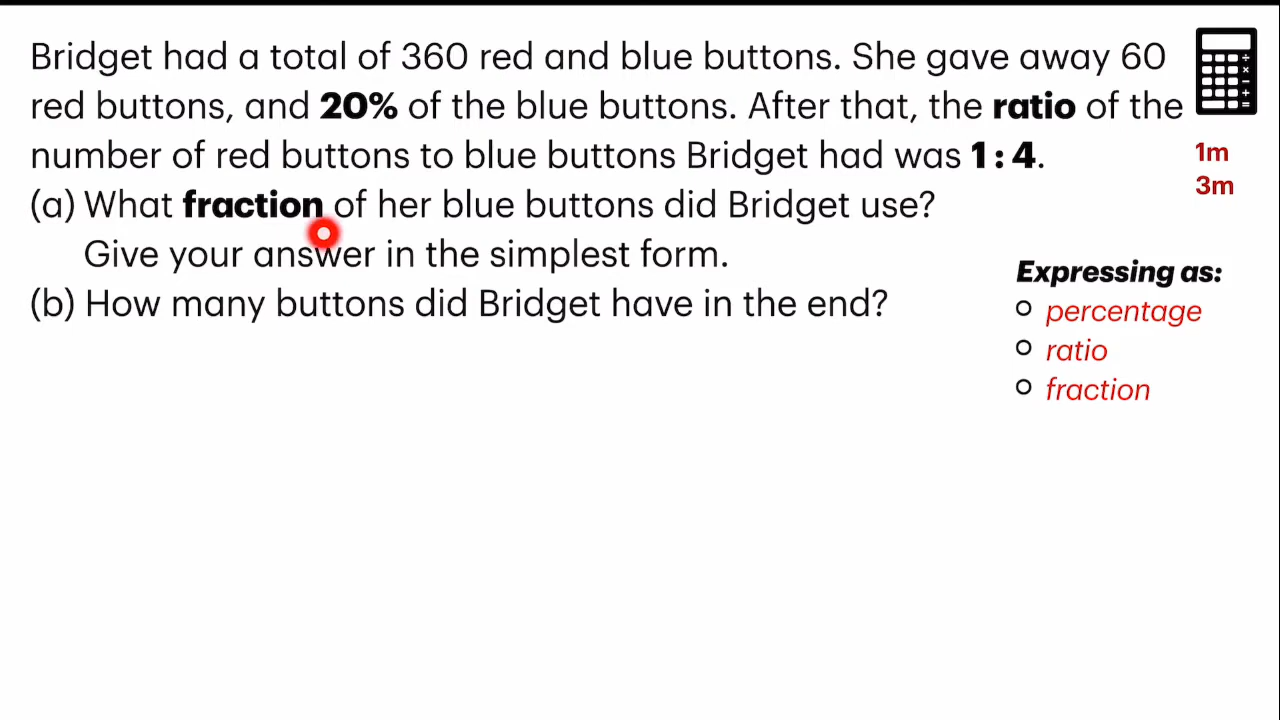 Bridget had a total of 360 red and blue buttons. She gave away 60
red buttons, and 20% of the blue buttons. After that, the ratio of the
number of red buttons to blue buttons Bridget had was 1 : 4.
1m
3m
(a) What fraction of her blue buttons did Bridget use?
Give your answer in the simplest form.
(b) How many buttons did Bridget have in the end?
Expressing as:
percentage
ratio
fraction